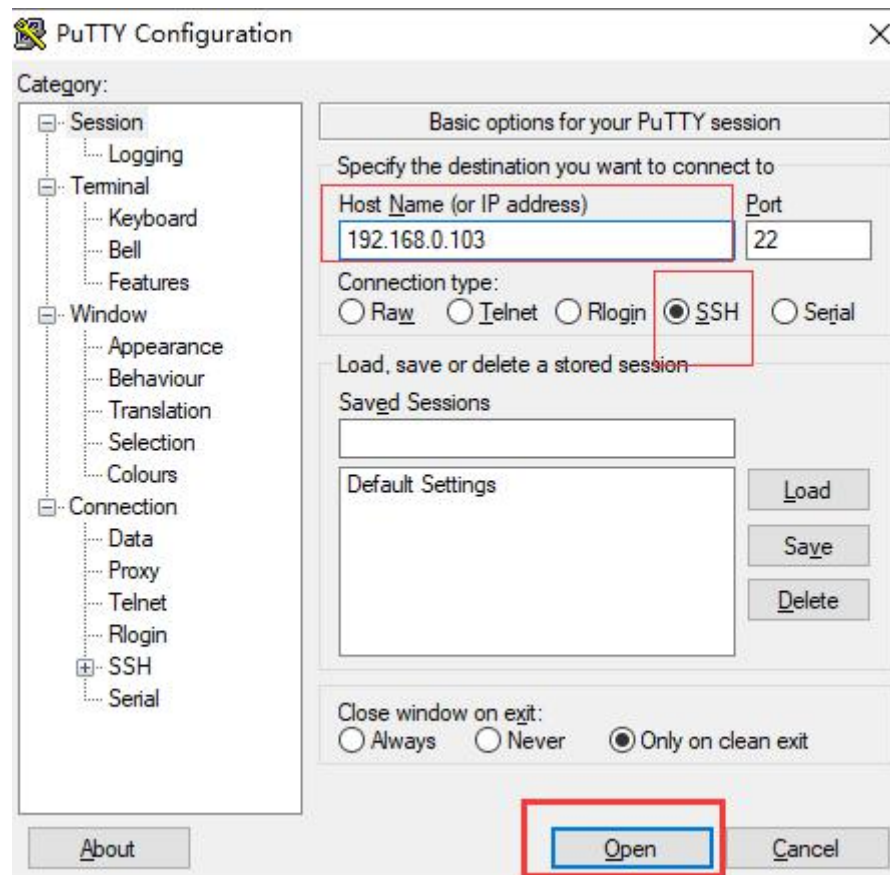 PuTTY Configuration
Category:
Session
Logging
Terminal
Keyboard
Bell
Features
Window
Appearance
Behaviour
Translation
Selection
Colours
Connection
Data
Proxy
Telnet
Rlogin
SSH
Serial
Basic options for your PuTTY session
Specify the destination you want to connect to
Host Name (or IP address) Port
192.168.0.103 22
Connection type:
Raw Telnet Rlogin SSH Serial
Load, save or delete a stored session
Saved Sessions
Default Settings
Load
Save
Delete
Close window on exit:
Always Never Only on clean exit
About Open Cancel